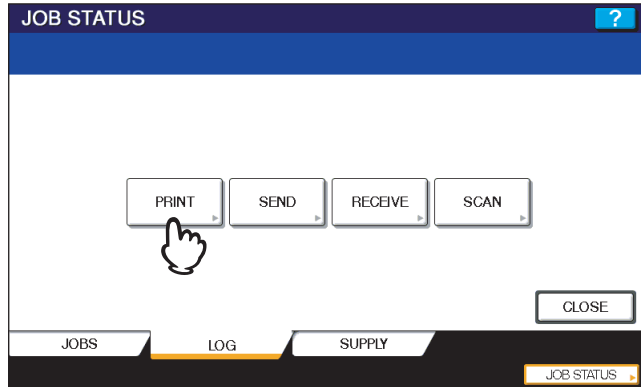 JOB STATUS ?
PRINT SEND RECEIVE SCAN
CLOSE
JOBS LOG SUPPLY
JOB STATUS